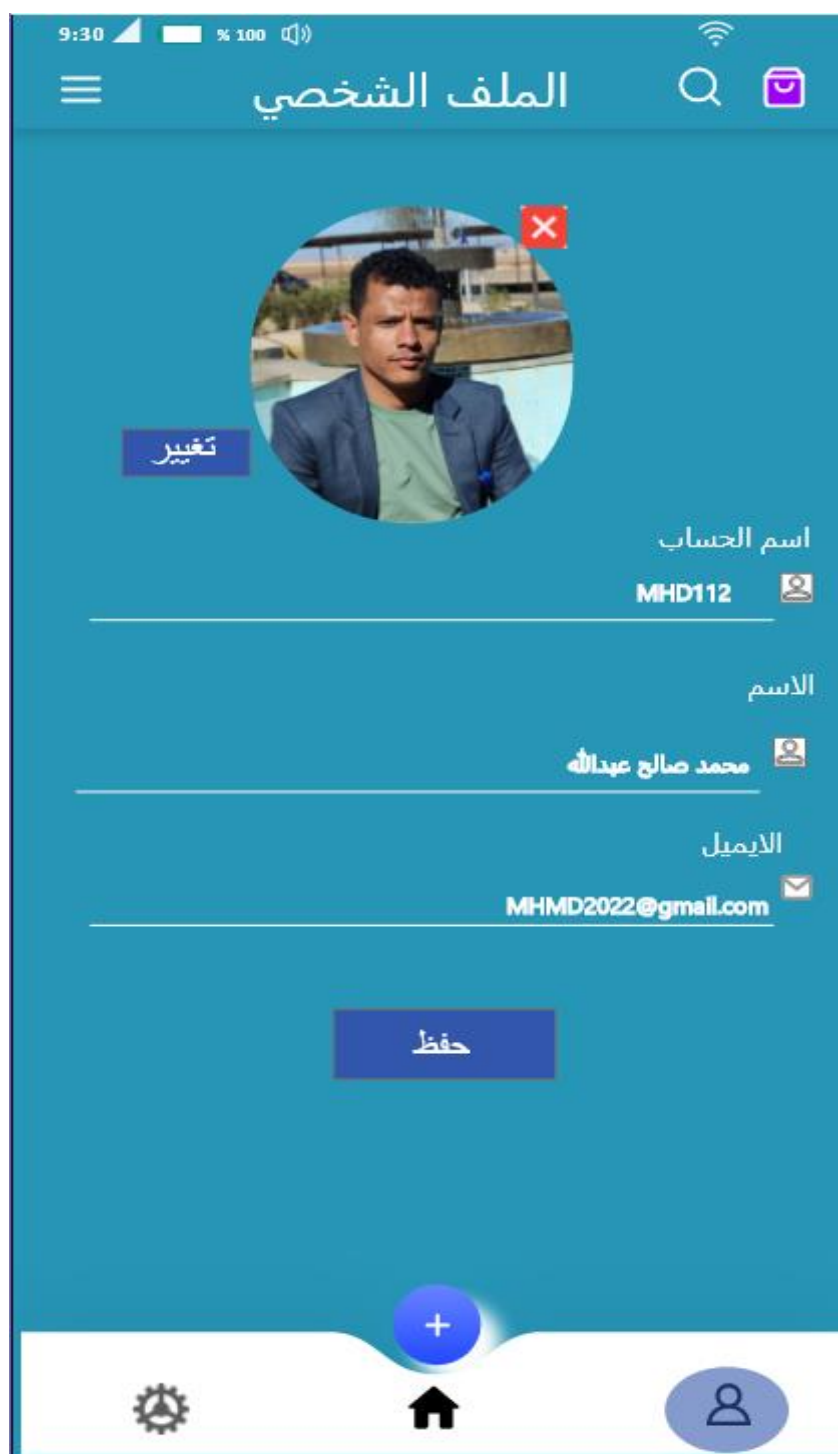 9:30 % 100
الملف الشخصي
تغيير
اسم الحساب
MHD112
الاسم
محمد صالح عبدالله
الايميل
MHMD2022@gmail.com
حفظ